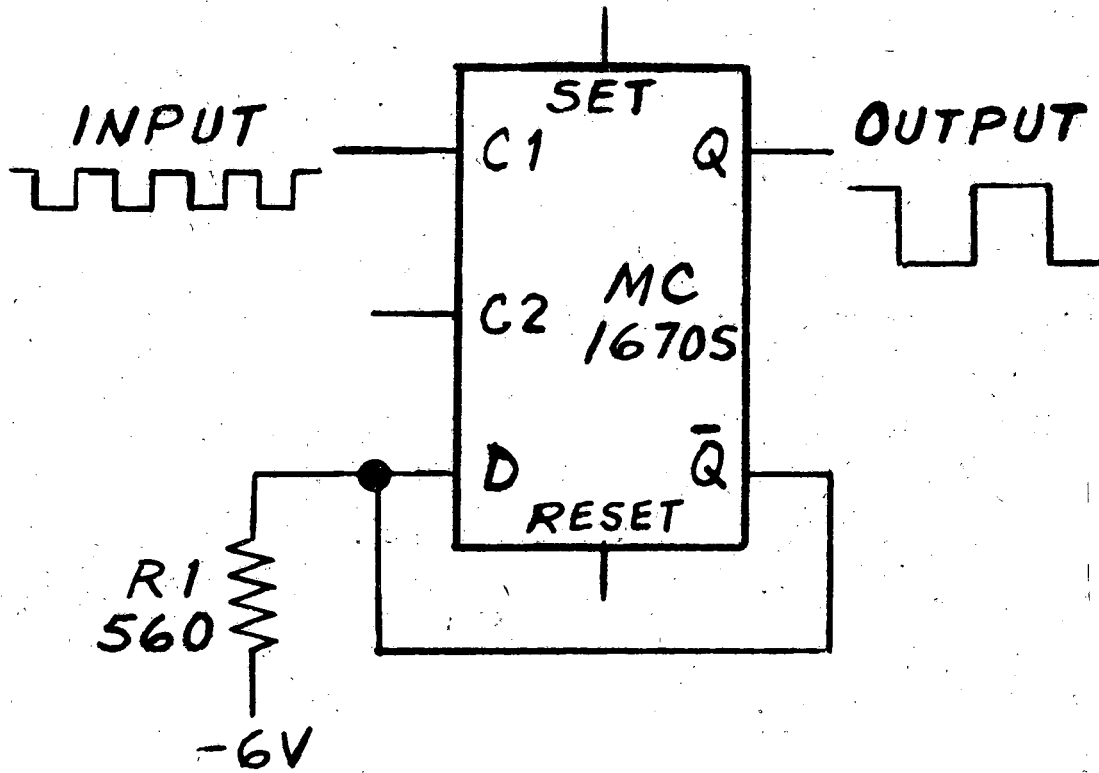 SET
INPUT
C1
Q
OUTPUT
C2
MC
1670S
D
Q̄
RESET
R1
560
-6V